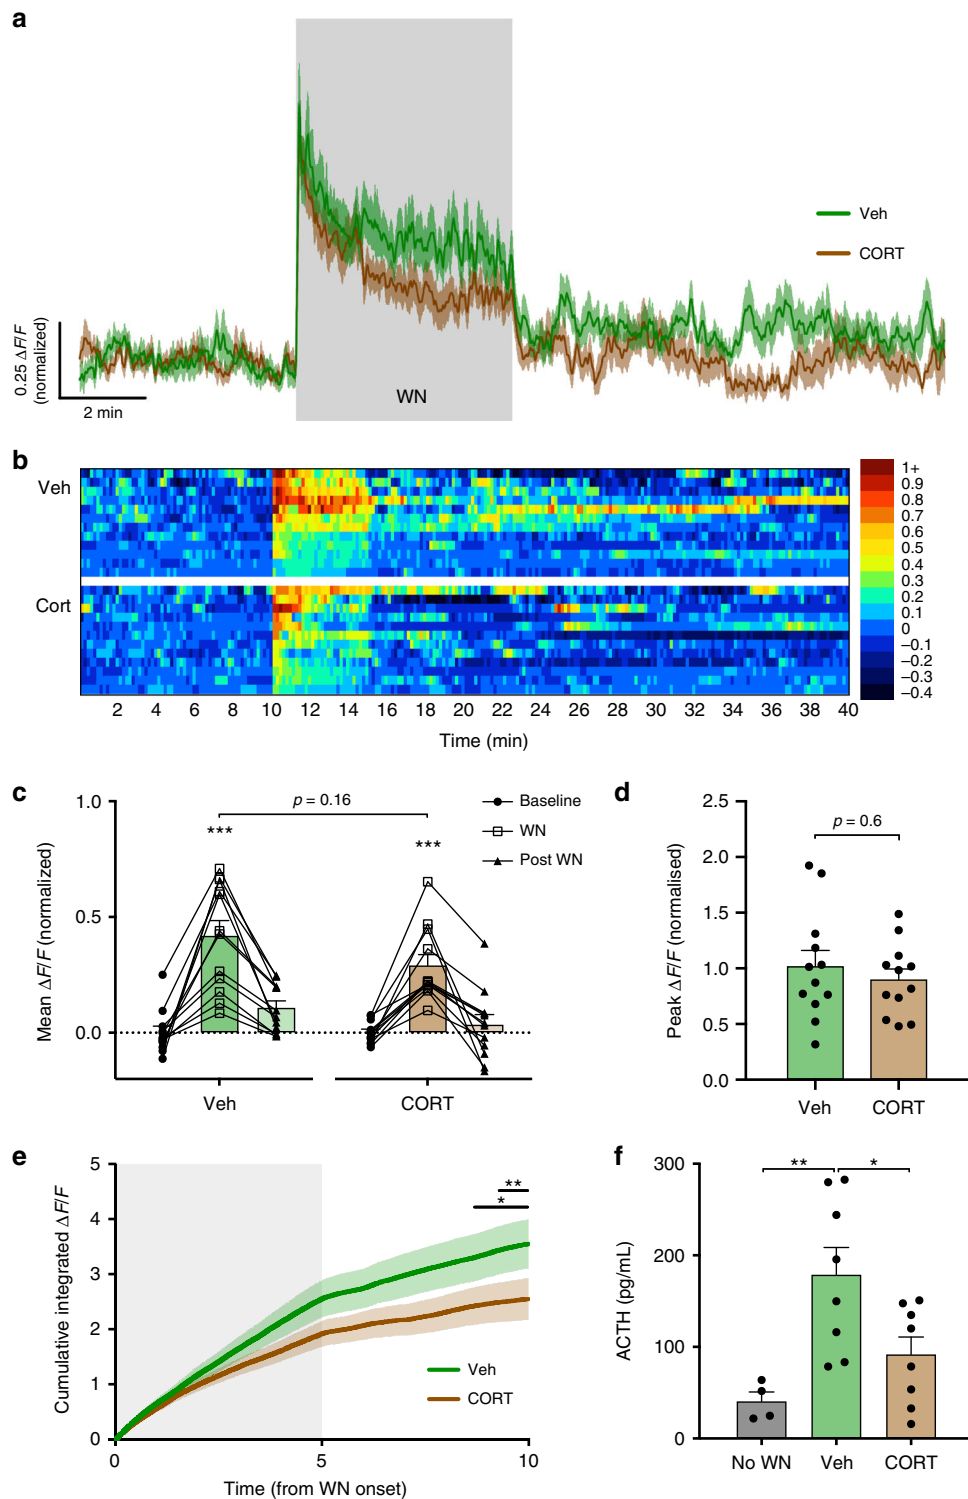 a
Veh
CORT
0.25 ΔF/F
(normalized)
2 min
WN
b
Veh
Cort
1+
0.9
0.8
0.7
0.6
0.5
0.4
0.3
0.2
0.1
0
–0.1
–0.2
–0.3
–0.4
2 4 6 8 10 12 14 16 18 20 22 24 26 28 30 32 34 36 38 40
Time (min)
c
Mean ΔF/F (normalized)
1.0
0.5
0.0
p = 0.16
***
***
Baseline
WN
Post WN
Veh
CORT
d
Peak ΔF/F (normalised)
2.5
2.0
1.5
1.0
0.5
0.0
p = 0.6
Veh
CORT
e
Cumulative integrated ΔF/F
5
4
3
2
1
0
**
*
Veh
CORT
0 5 10
Time (from WN onset)
f
ACTH (pg/mL)
300
200
100
0
**
*
No WN
Veh
CORT